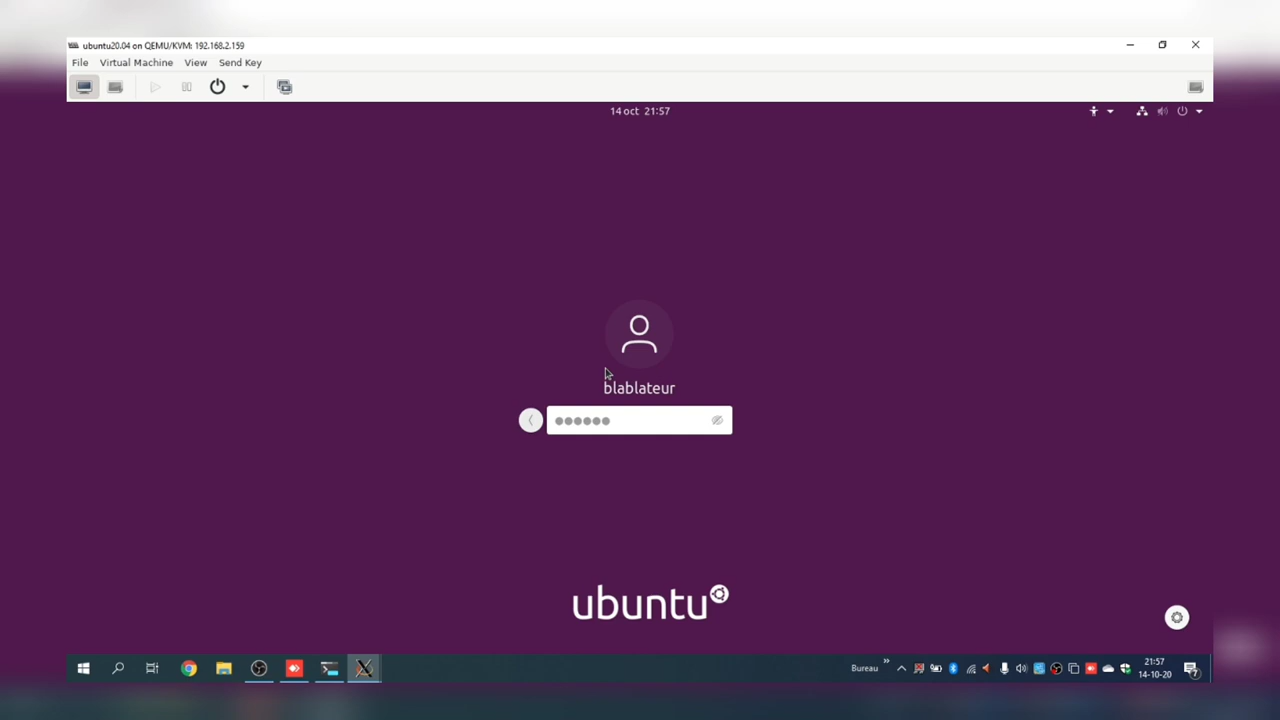 ubuntu20.04 on QEMU/KVM: 192.168.2.159
File Virtual Machine View Send Key
14 oct 21:57
blablateur
ubuntu
Bureau
21:57
14-10-20
7